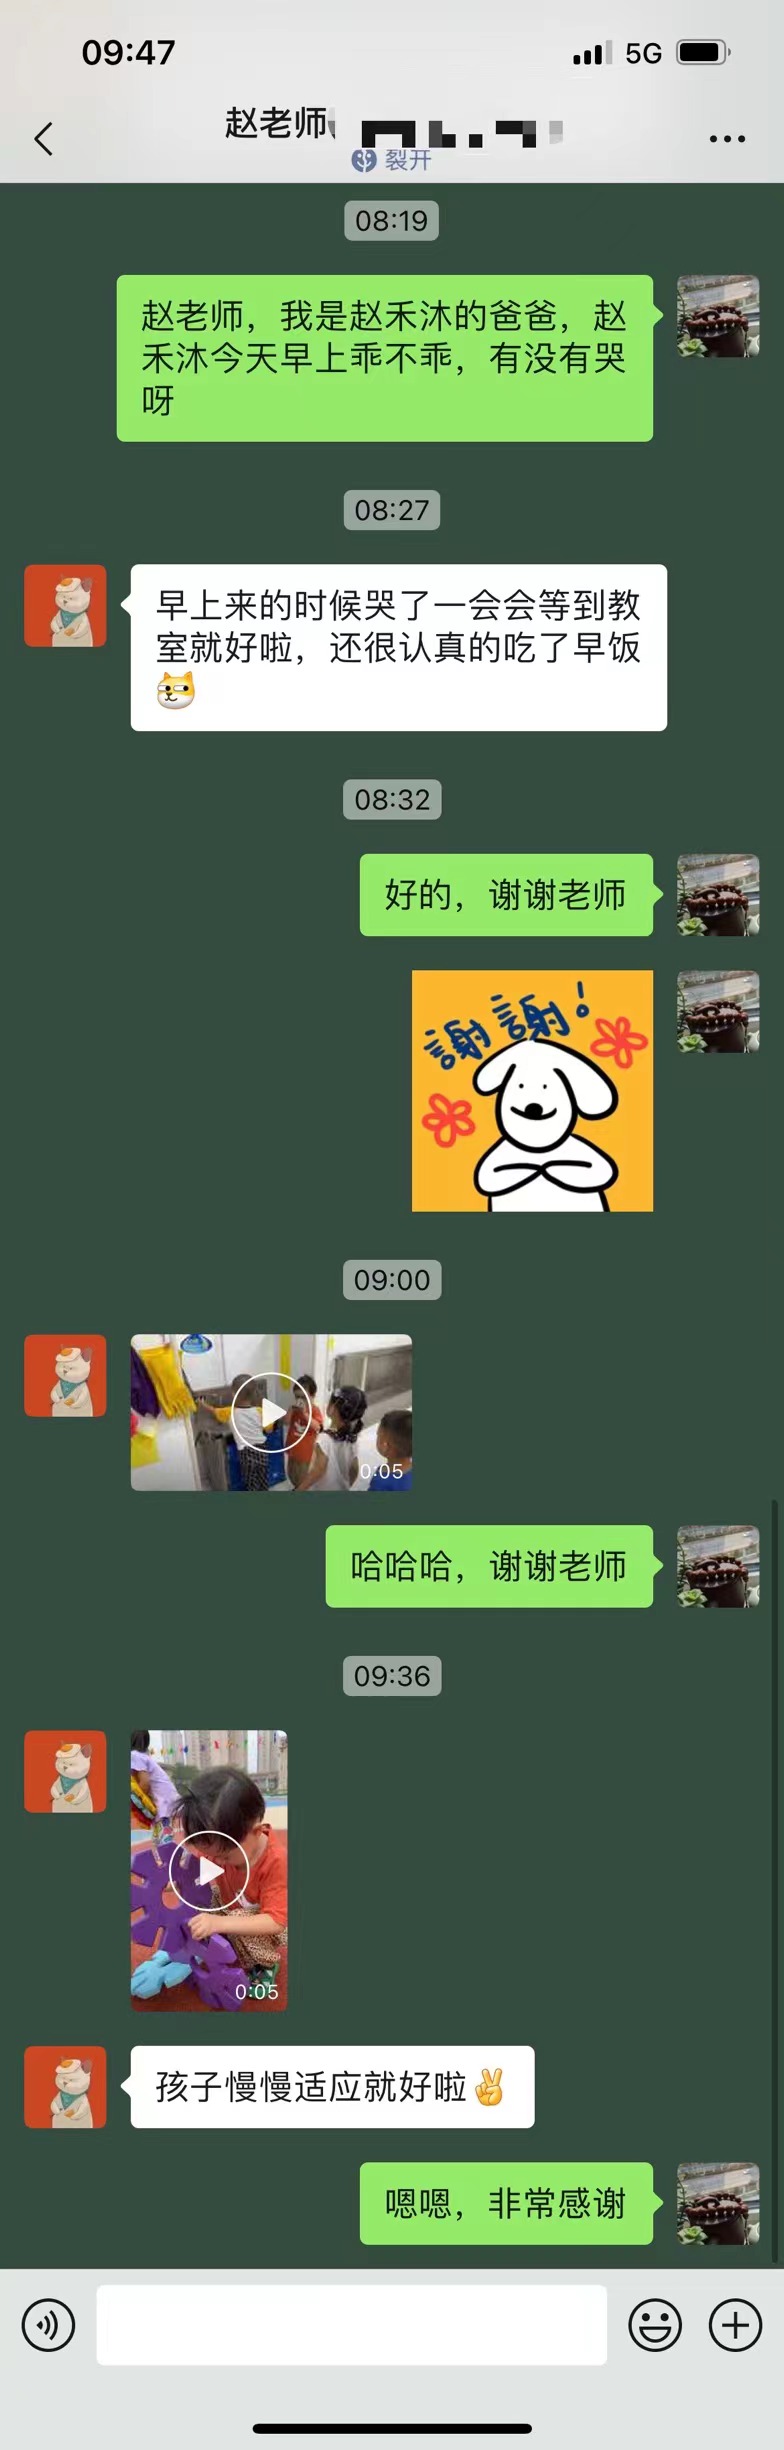 09:47
5G
赵老师
裂开
08:19
赵老师，我是赵禾沐的爸爸，赵
禾沐今天早上乖不乖，有没有哭
呀
08:27
早上来的时候哭了一会会等到教
室就好啦，还很认真的吃了早饭
08:32
好的，谢谢老师
謝謝！
09:00
0:05
哈哈哈，谢谢老师
09:36
0:05
孩子慢慢适应就好啦✌
嗯嗯，非常感谢